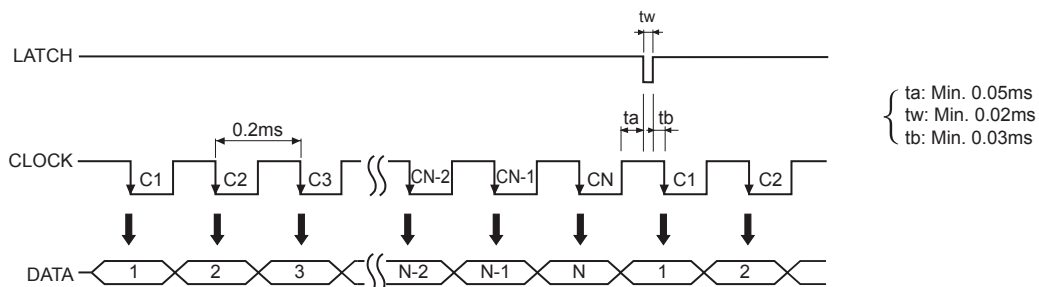 tw
LATCH
ta: Min. 0.05ms
tw: Min. 0.02ms
tb: Min. 0.03ms
ta tb
0.2ms
CLOCK
C1 C2 C3 CN-2 CN-1 CN C1 C2
DATA 1 2 3 N-2 N-1 N 1 2